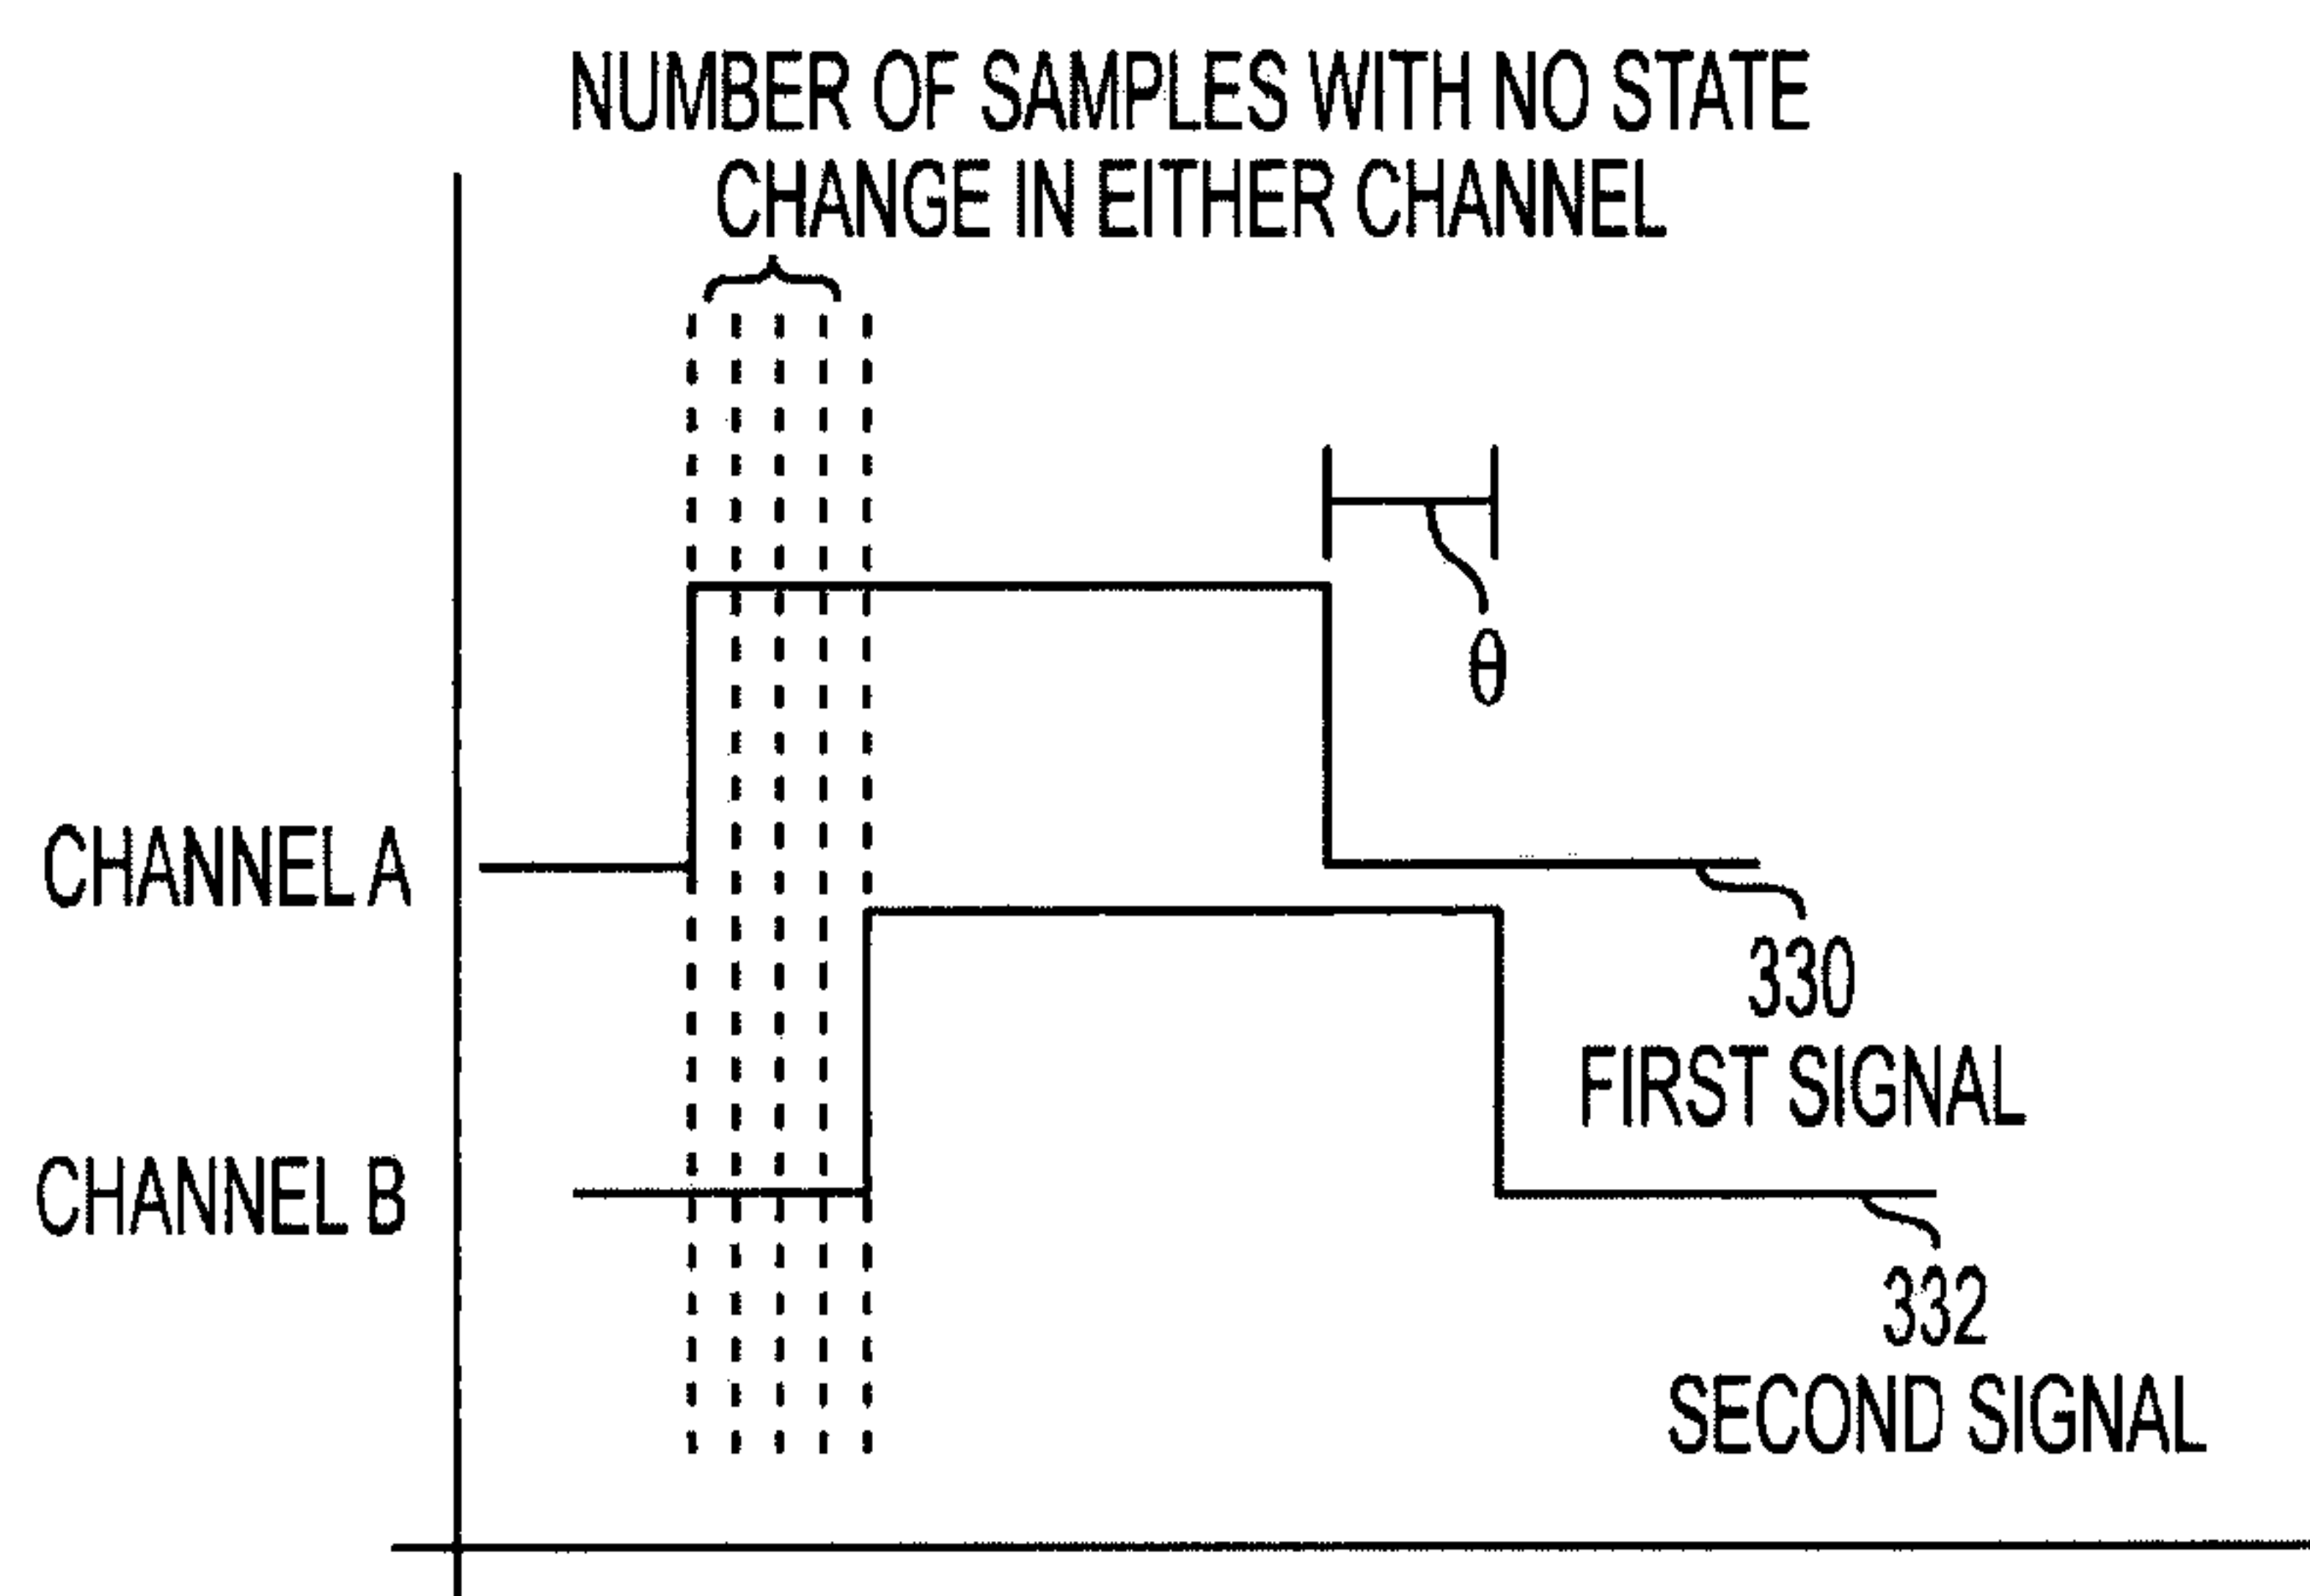 NUMBER OF SAMPLES WITH NO STATE
CHANGE IN EITHER CHANNEL
θ
CHANNEL A
330
FIRST SIGNAL
CHANNEL B
332
SECOND SIGNAL